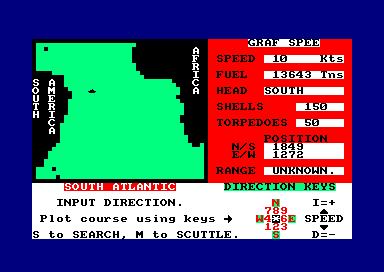 GRAF SPEE
SPEED 10 Kts
FUEL 13643 Tns
HEAD SOUTH
SHELLS 150
TORPEDOES 50
POSITION
N/S 1849
E/W 1272
RANGE UNKNOWN.
AFRICA
SOUTH
AMERICA
SOUTH ATLANTIC
DIRECTION KEYS
INPUT DIRECTION.
Plot course using keys →
S to SEARCH, M to SCUTTLE.
N I=+
789
W4 6E SPEED
123
S D=-